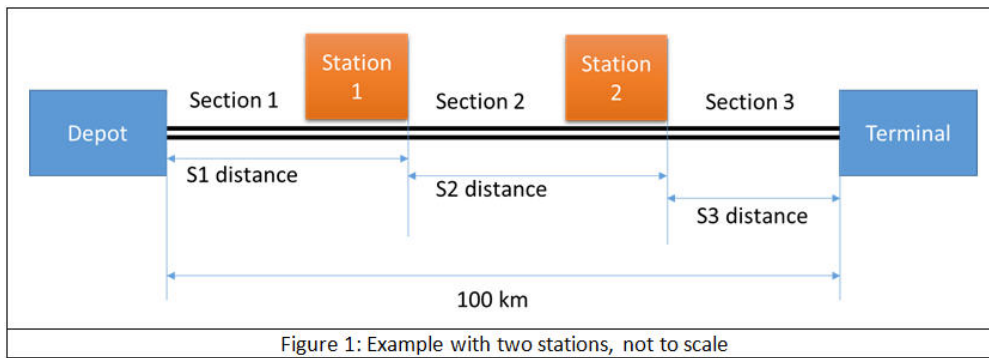 Station
1
Station
2
Section 1
Section 2
Section 3
Depot
Terminal
S1 distance
S2 distance
S3 distance
100 km
Figure 1: Example with two stations, not to scale